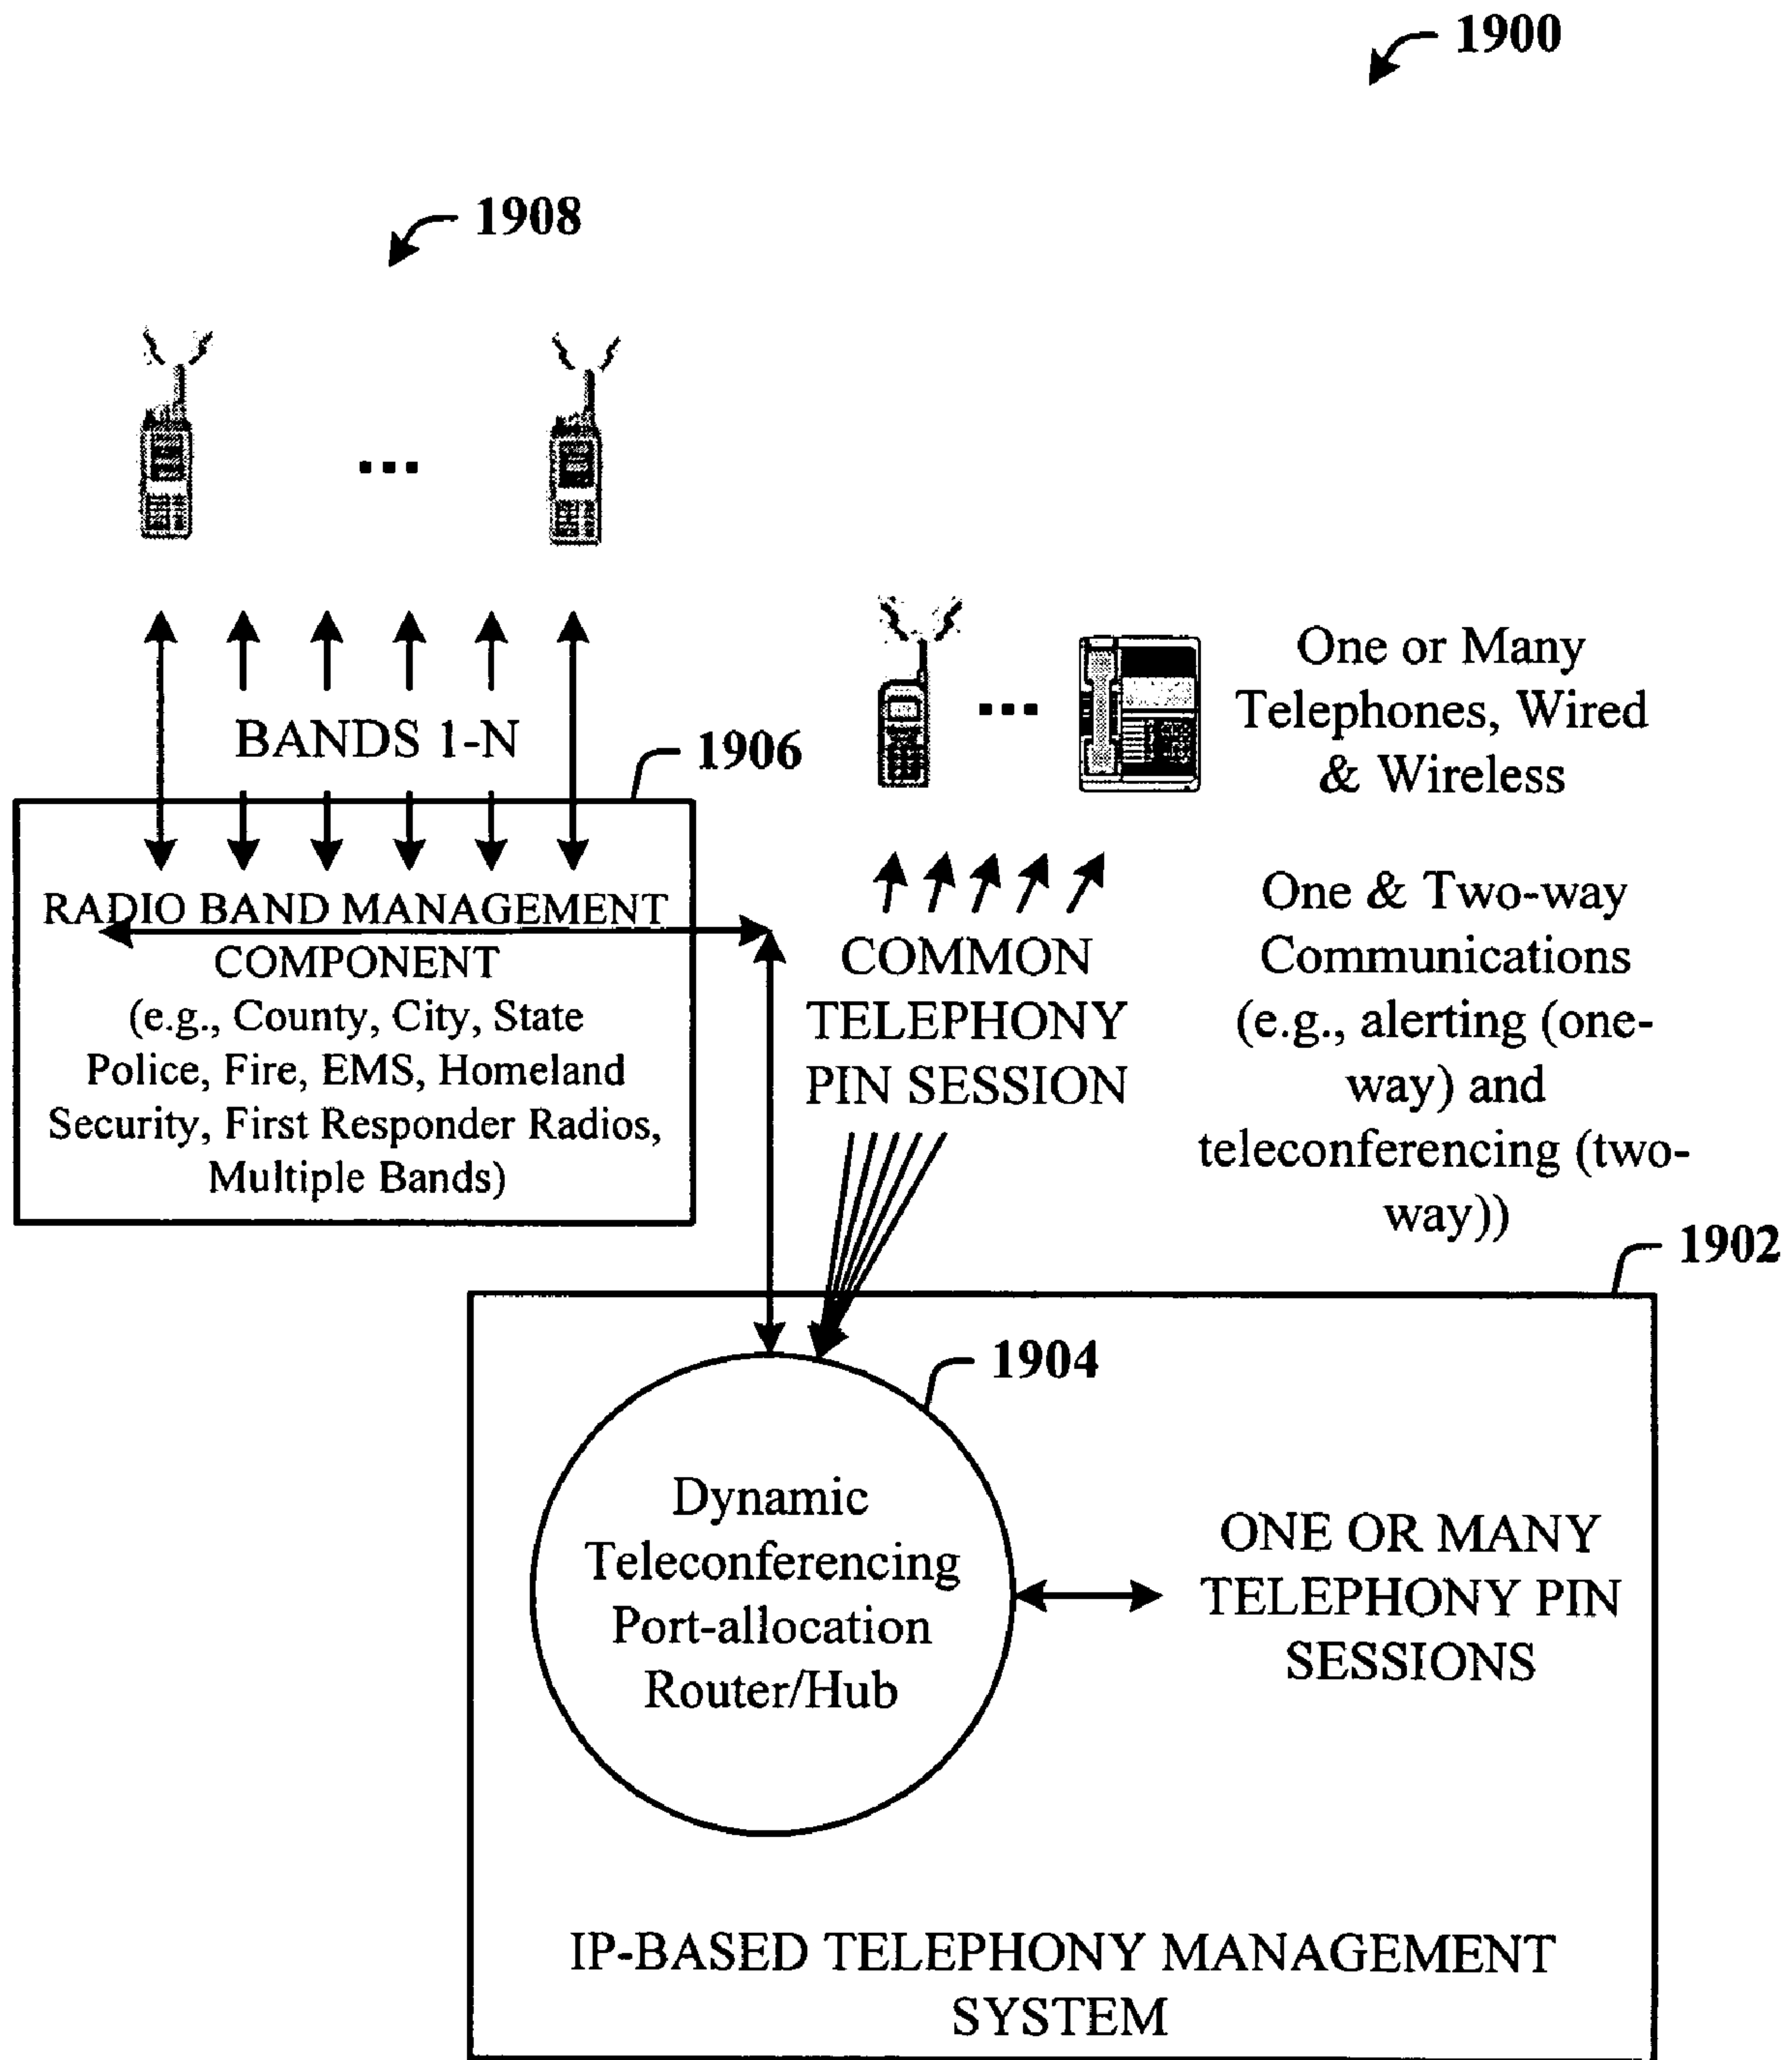 1900
1908
BANDS 1-N
1906
One or Many
Telephones, Wired
& Wireless
RADIO BAND MANAGEMENT
COMPONENT
(e.g., County, City, State
Police, Fire, EMS, Homeland
Security, First Responder Radios,
Multiple Bands)
COMMON
TELEPHONY
PIN SESSION
One & Two-way
Communications
(e.g., alerting (one-
way) and
teleconferencing (two-
way))
1902
1904
Dynamic
Teleconferencing
Port-allocation
Router/Hub
ONE OR MANY
TELEPHONY PIN
SESSIONS
IP-BASED TELEPHONY MANAGEMENT
SYSTEM